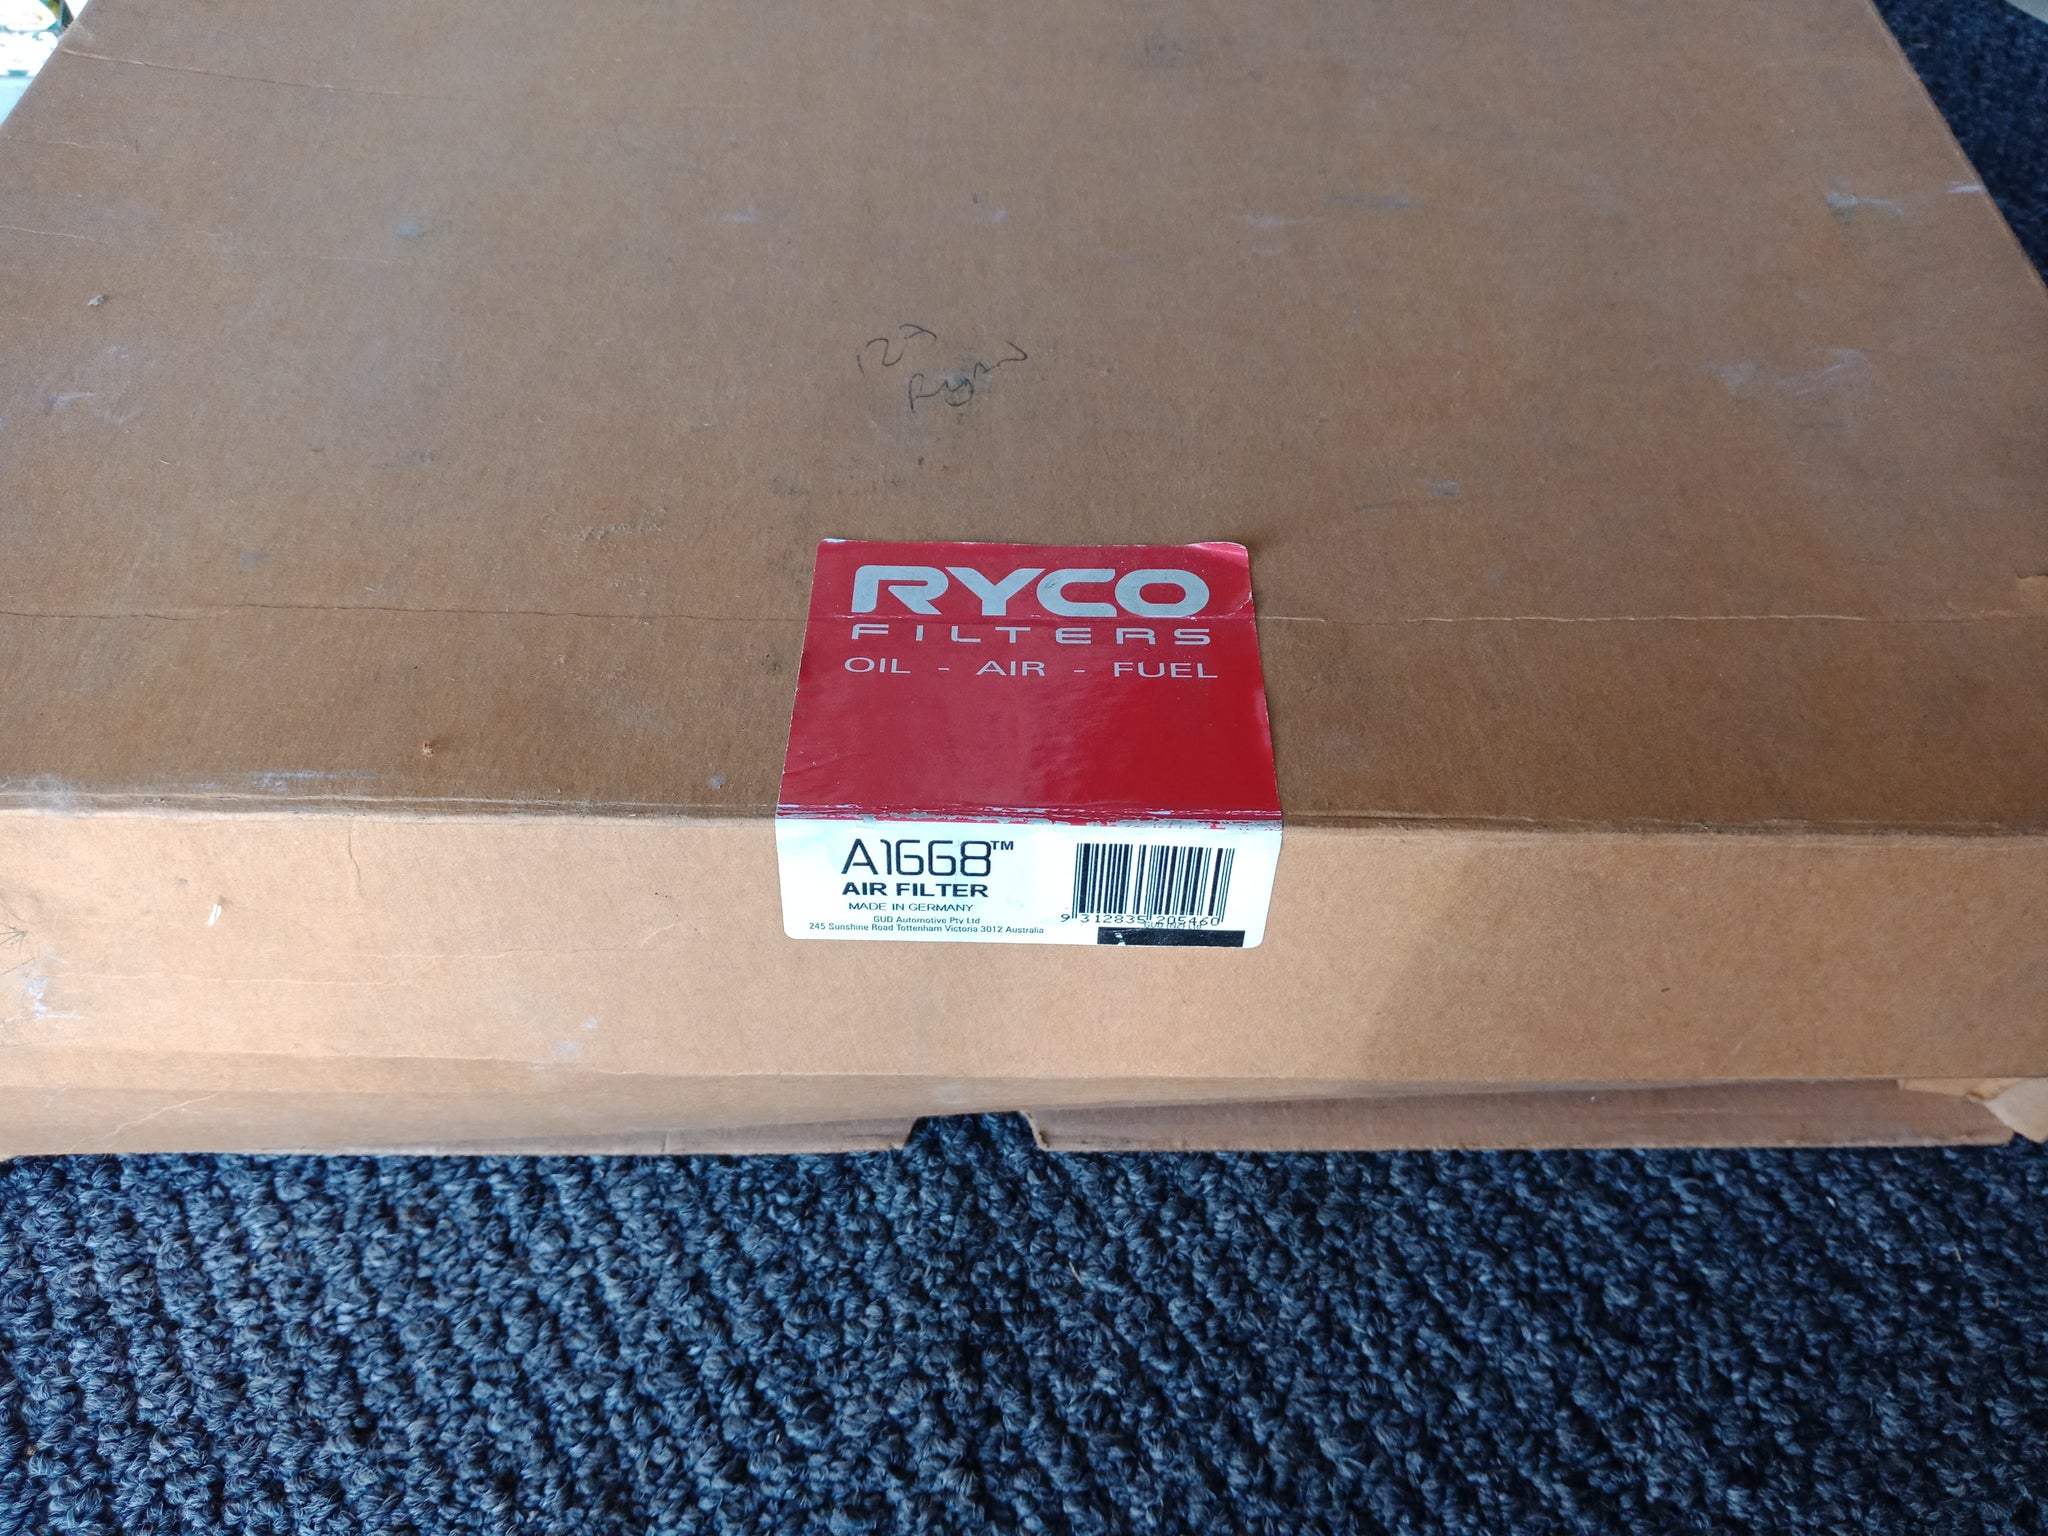 123
RYCO
FILTERS
OIL - AIR - FUEL
A1668™
AIR FILTER
MADE IN GERMANY
GUD Automotive Pty Ltd
245 Sunshine Road Tottenham Victoria 3012 Australia
9 312835 205460